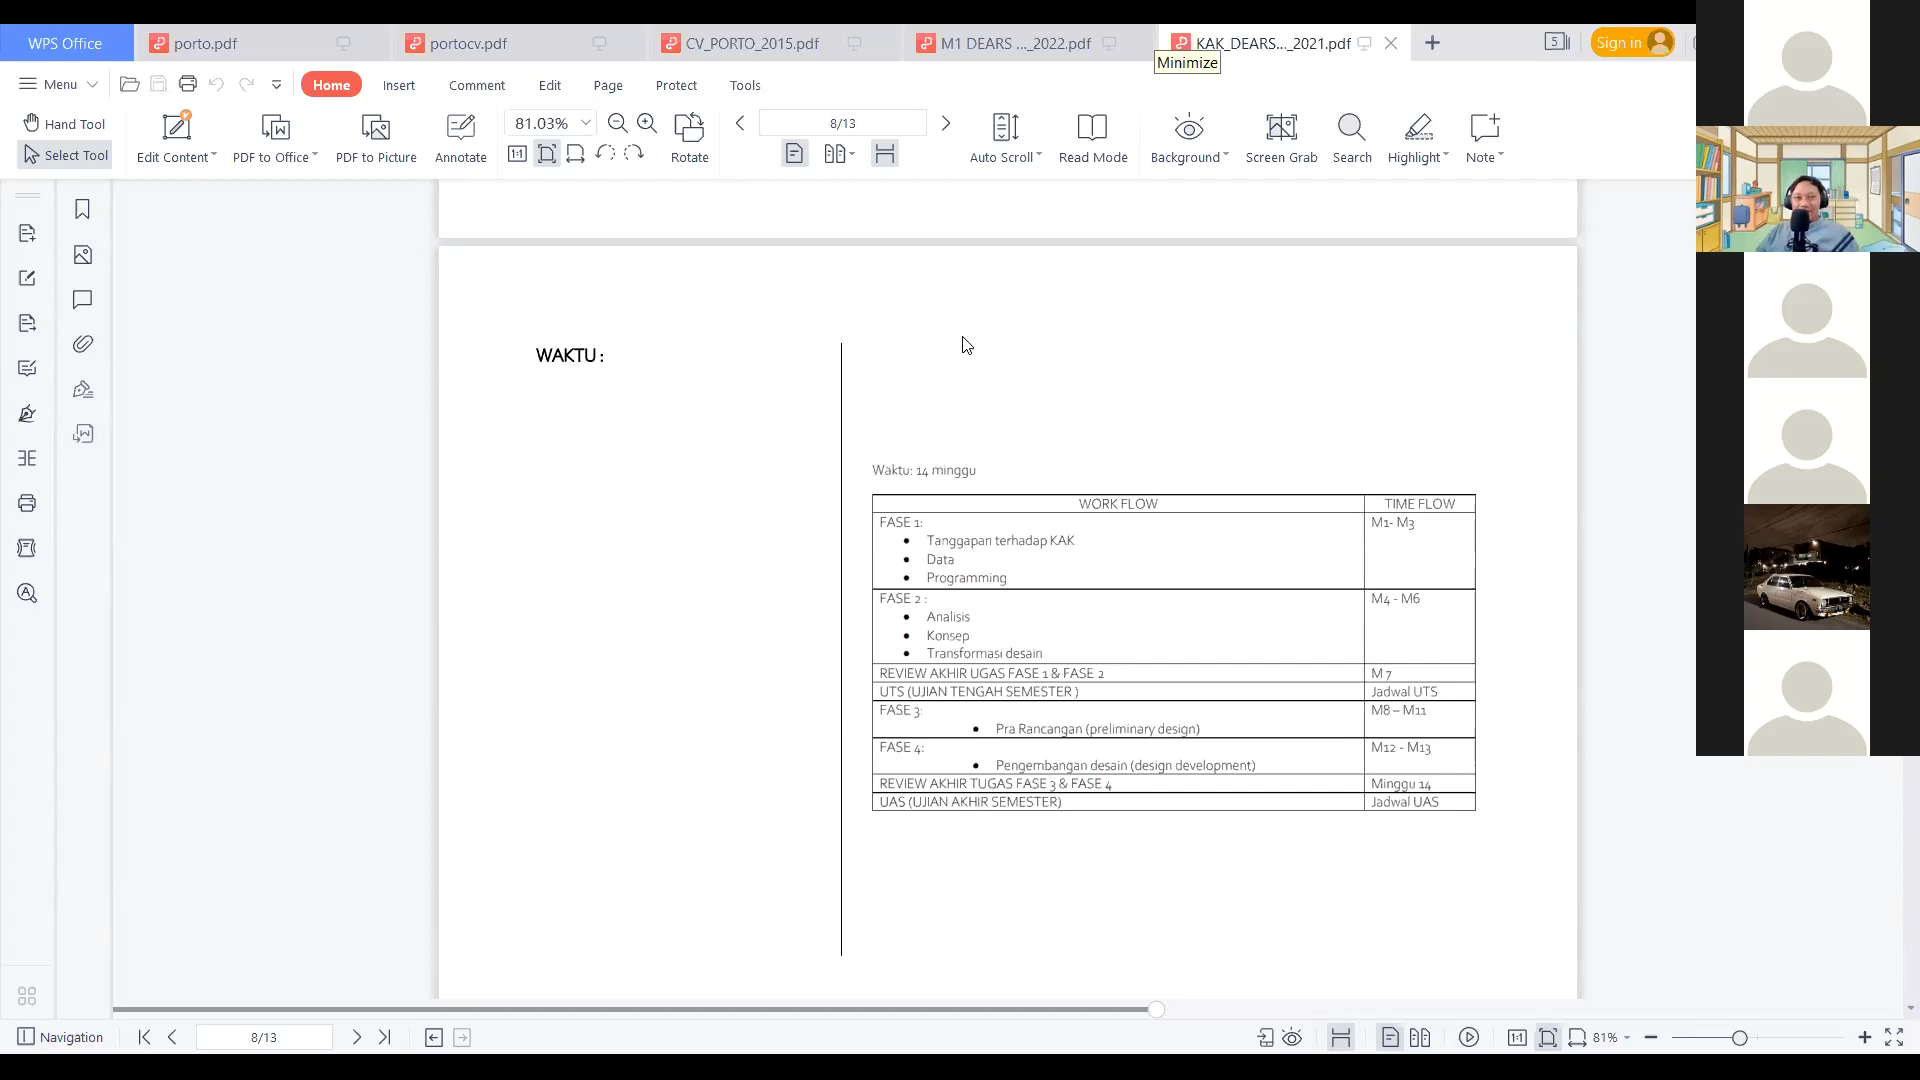 WPS Office
porto.pdf
portocv.pdf
CV_PORTO_2015.pdf
M1 DEARS ..._2022.pdf
KAK_DEARS..._2021.pdf
5
Sign in
Minimize
Menu
Home
Insert
Comment
Edit
Page
Protect
Tools
Hand Tool
Select Tool
Edit Content
PDF to Office
PDF to Picture
Annotate
81.03%
Rotate
8/13
Auto Scroll
Read Mode
Background
Screen Grab
Search
Highlight
Note
WAKTU :
Waktu: 14 minggu
WORK FLOW TIME FLOW
FASE 1: M1- M3
• Tanggapan terhadap KAK
• Data
• Programming
FASE 2 : M4 - M6
• Analisis
• Konsep
• Transformasi desain
REVIEW AKHIR UGAS FASE 1 & FASE 2 M 7
UTS (UJIAN TENGAH SEMESTER ) Jadwal UTS
FASE 3: M8 – M11
• Pra Rancangan (preliminary design)
FASE 4: M12 - M13
• Pengembangan desain (design development)
REVIEW AKHIR TUGAS FASE 3 & FASE 4 Minggu 14
UAS (UJIAN AKHIR SEMESTER) Jadwal UAS
Navigation
8/13
81%